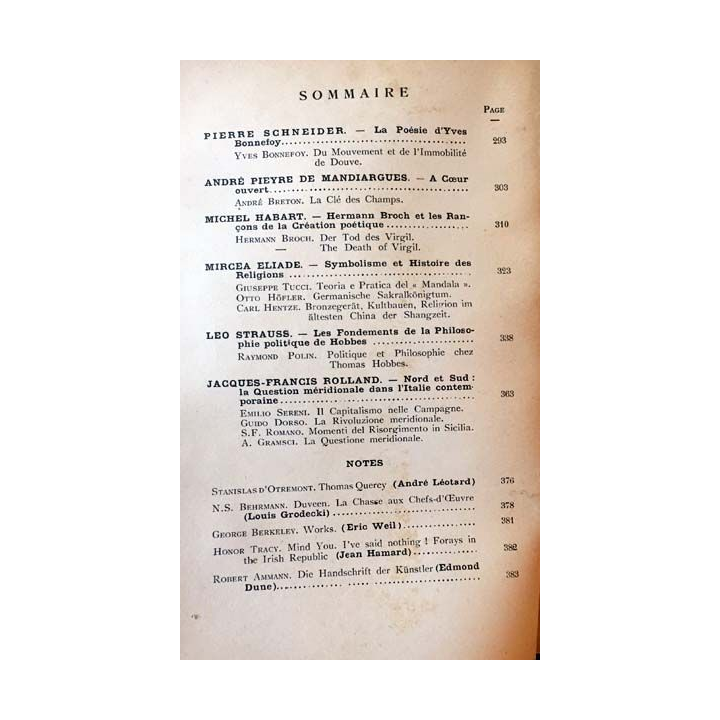 SOMMAIRE
PAGE
—
PIERRE SCHNEIDER. — La Poésie d'Yves
Bonnefoy........................................ 293
YVES BONNEFOY. Du Mouvement et de l'Immobilité
de Douve.
ANDRÉ PIEYRE DE MANDIARGUES. — A Cœur
ouvert........................................ 303
ANDRÉ BRETON. La Clé des Champs.
MICHEL HABART. — Hermann Broch et les Ran-
çons de la Création poétique ................ 310
HERMANN BROCH. Der Tod des Virgil.
— The Death of Virgil.
MIRCEA ELIADE. — Symbolisme et Histoire des
Religions .................................... 323
GIUSEPPE TUCCI. Teoria e Pratica del « Mandala ».
OTTO HÖFLER. Germanische Sakralkönigtum.
CARL HENTZE. Bronzegerät, Kulthauen, Religion im
ältesten China der Shangzeit.
LEO STRAUSS. — Les Fondements de la Philoso-
phie politique de Hobbes .................... 338
RAYMOND POLIN. Politique et Philosophie chez
Thomas Hobbes.
JACQUES-FRANCIS ROLLAND. — Nord et Sud :
la Question méridionale dans l'Italie contem-
poraine........................................ 363
EMILIO SERENI. Il Capitalismo nelle Campagne.
GUIDO DORSO. La Rivoluzione meridionale.
S.F. ROMANO. Momenti del Risorgimento in Sicilia.
A. GRAMSCI. La Questione meridionale.
NOTES
STANISLAS D'OTREMONT. Thomas Quercy (André Léotard) 376
N.S. BEHRMANN. Duveen. La Chasse aux Chefs-d'Œuvre
(Louis Grodecki) ............................ 378
GEORGE BERKELEY. Works. (Eric Weil)................ 381
HONOR TRACY. Mind You. I've said nothing ! Forays in
the Irish Republic (Jean Hamard)............. 382
ROBERT AMMANN. Die Handschrift der Künstler (Edmond
Dune)........................................ 383